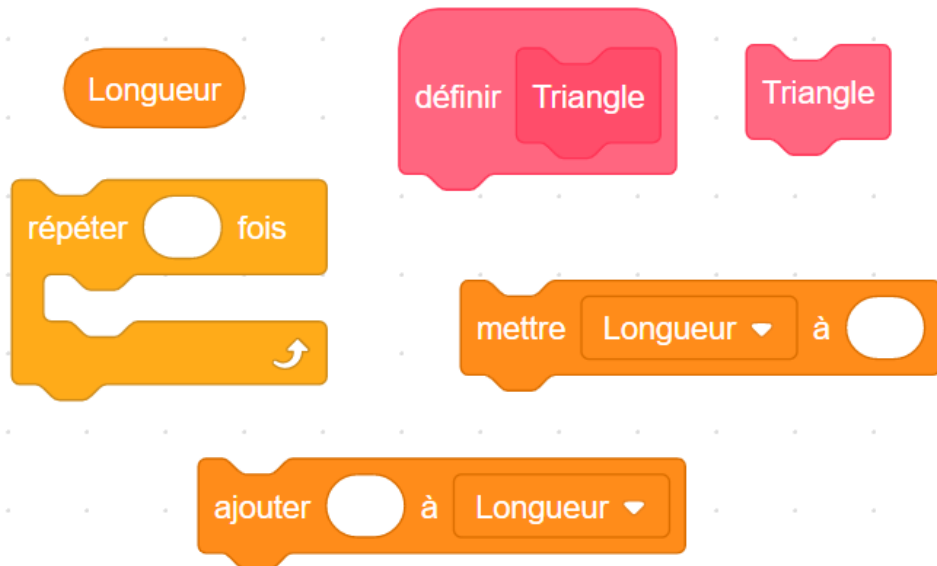 Longueur
définir Triangle
Triangle
répéter fois
mettre Longueur à
ajouter à Longueur